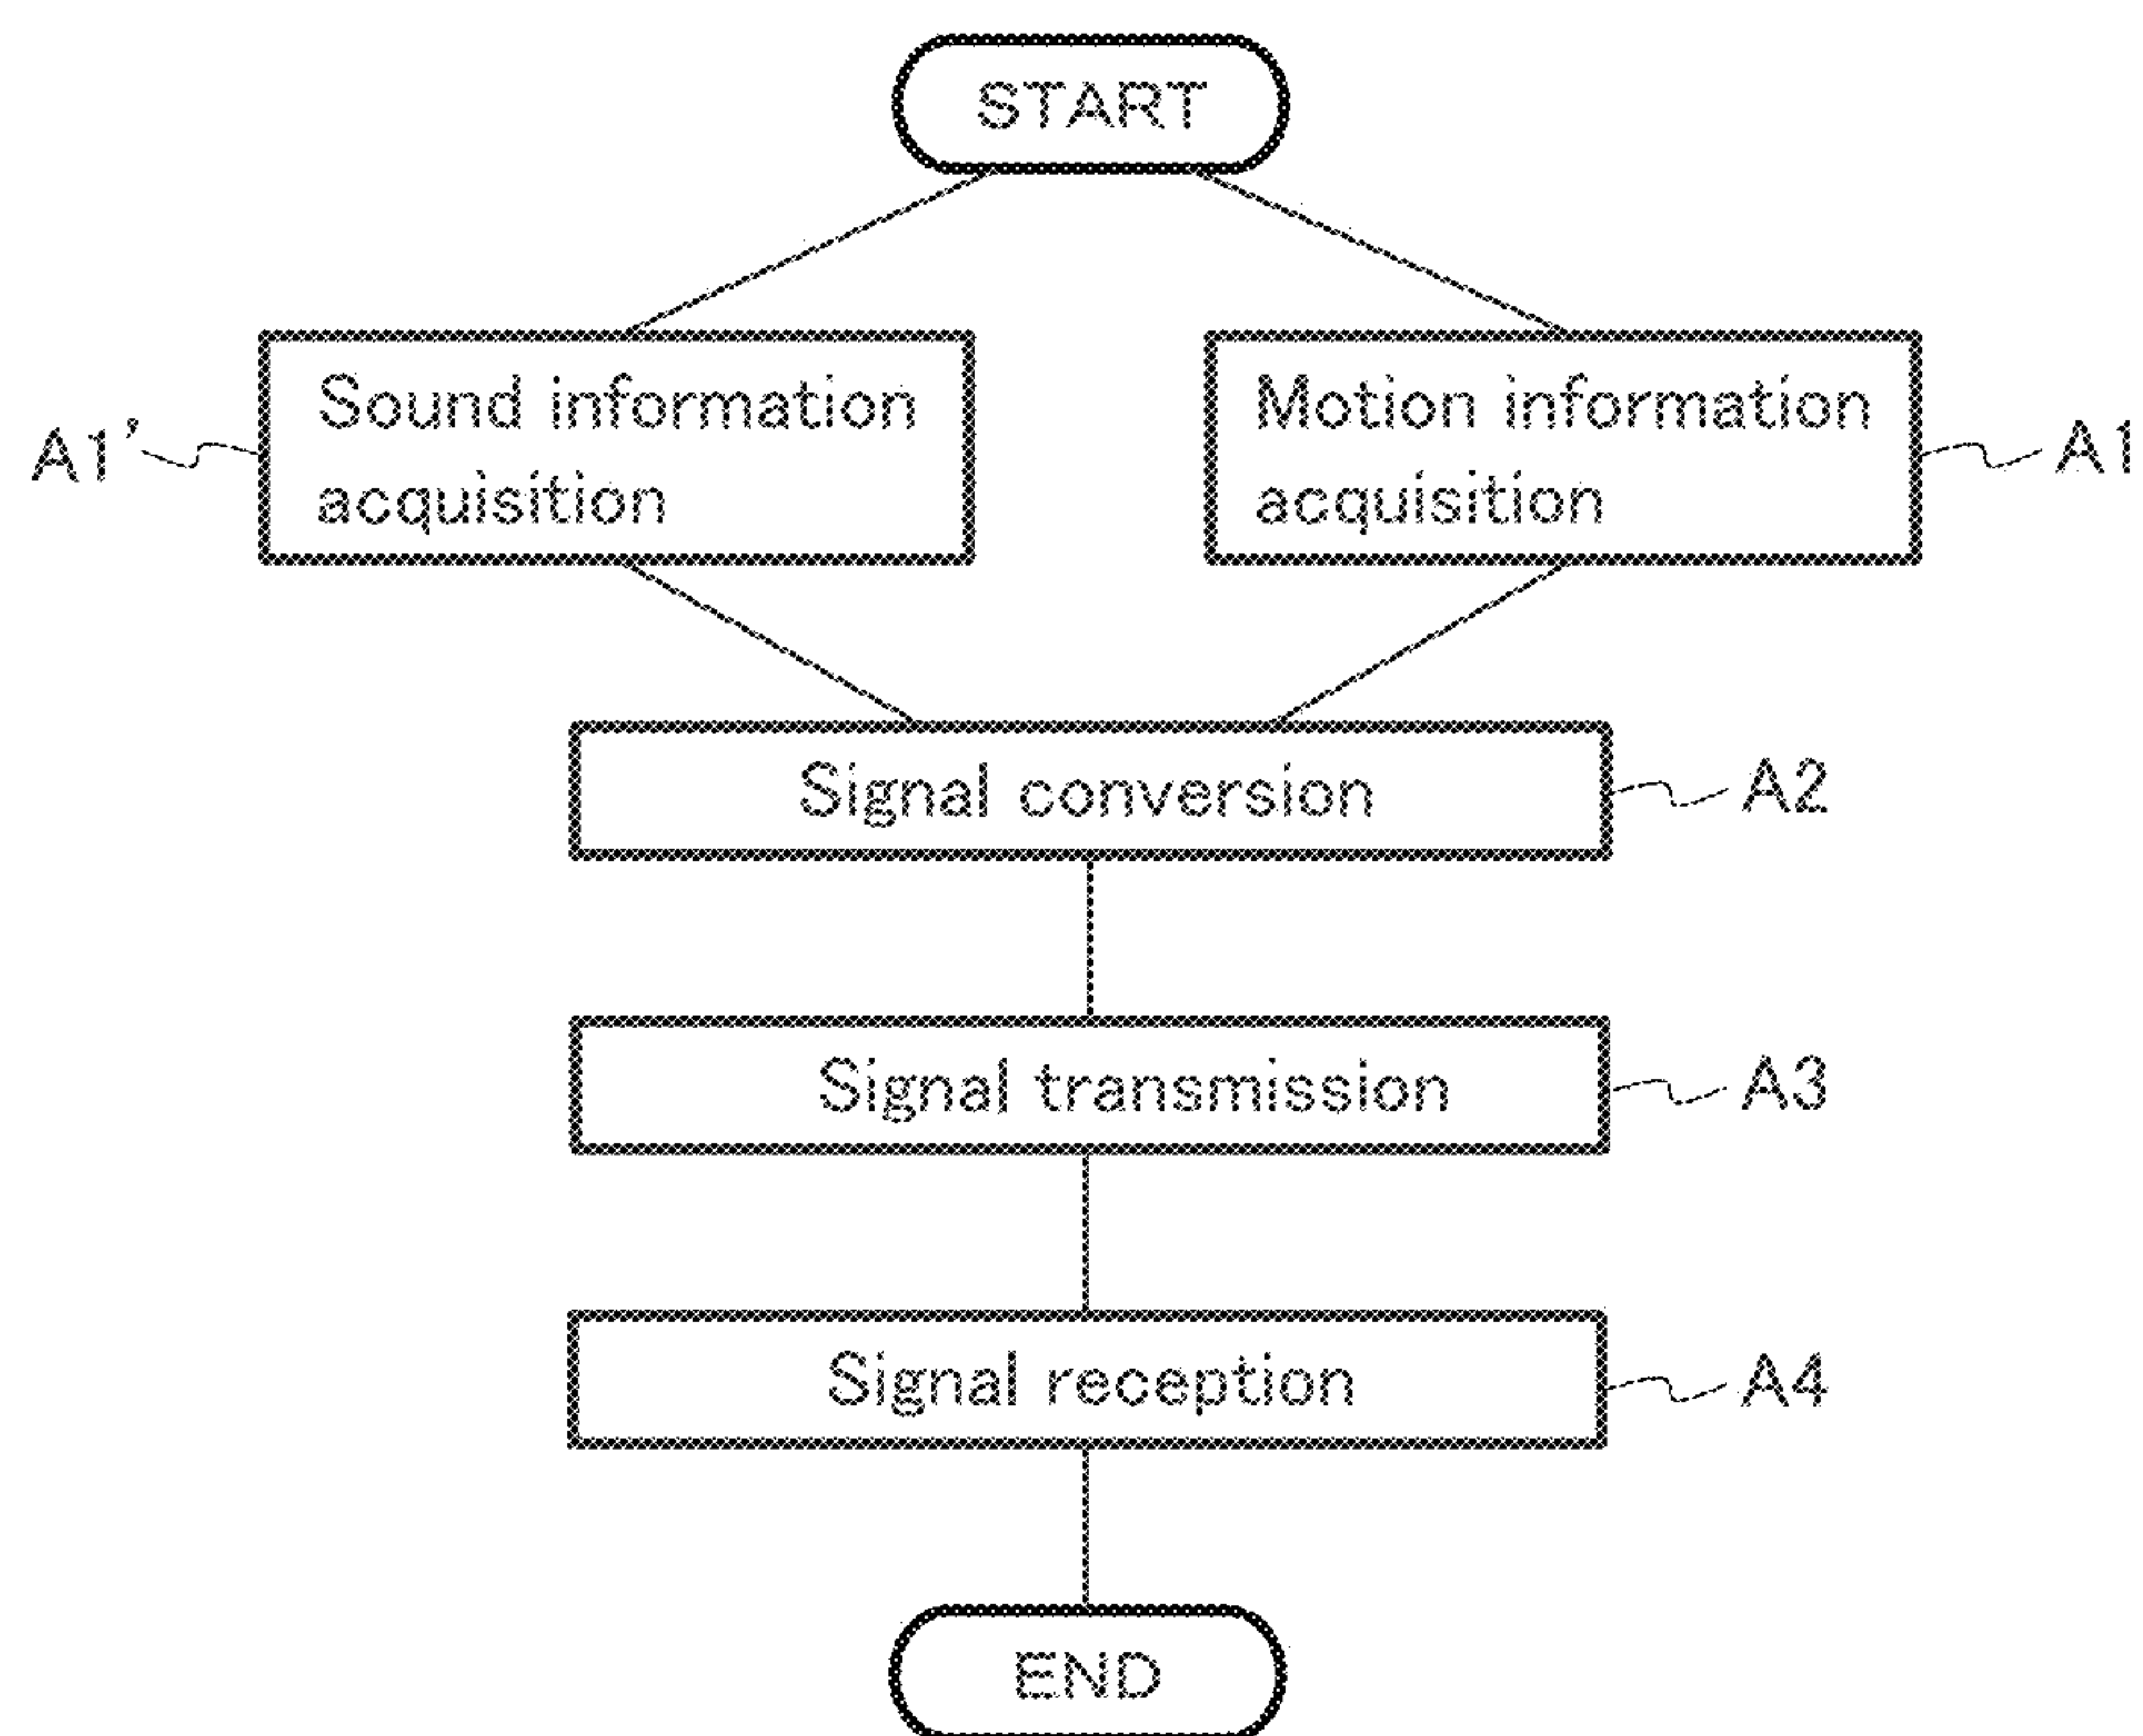 START
Sound information
acquisition
A1’
Motion information
acquisition
A1
Signal conversion
A2
Signal transmission
A3
Signal reception
A4
END